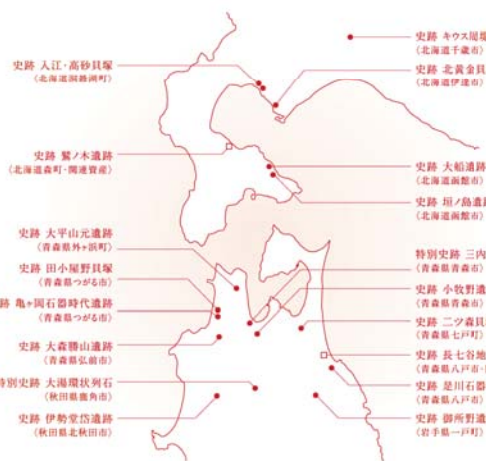 史跡 入江・高砂貝塚
(北海道洞爺湖町)
史跡 鷲ノ木遺跡
(北海道森町・関連資産)
史跡 大平山元遺跡
(青森県外ヶ浜町)
史跡 田小屋野貝塚
(青森県つがる市)
跡 亀ヶ岡石器時代遺跡
(青森県つがる市)
史跡 大森勝山遺跡
(青森県弘前市)
特別史跡 大湯環状列石
(秋田県鹿角市)
史跡 伊勢堂岱遺跡
(秋田県北秋田市)
史跡 キウス周堤
(北海道千歳市)
史跡 北黄金貝
(北海道伊達市)
史跡 大船遺跡
(北海道函館市)
史跡 垣ノ島遺跡
(北海道函館市)
特別史跡 三内
(青森県青森市)
史跡 小牧野遺
(青森県青森市)
史跡 二ツ森貝
(青森県七戸町)
史跡 長七谷地
(青森県八戸市・
史跡 是川石器
(青森県八戸市)
史跡 御所野遺
(岩手県一戸町)